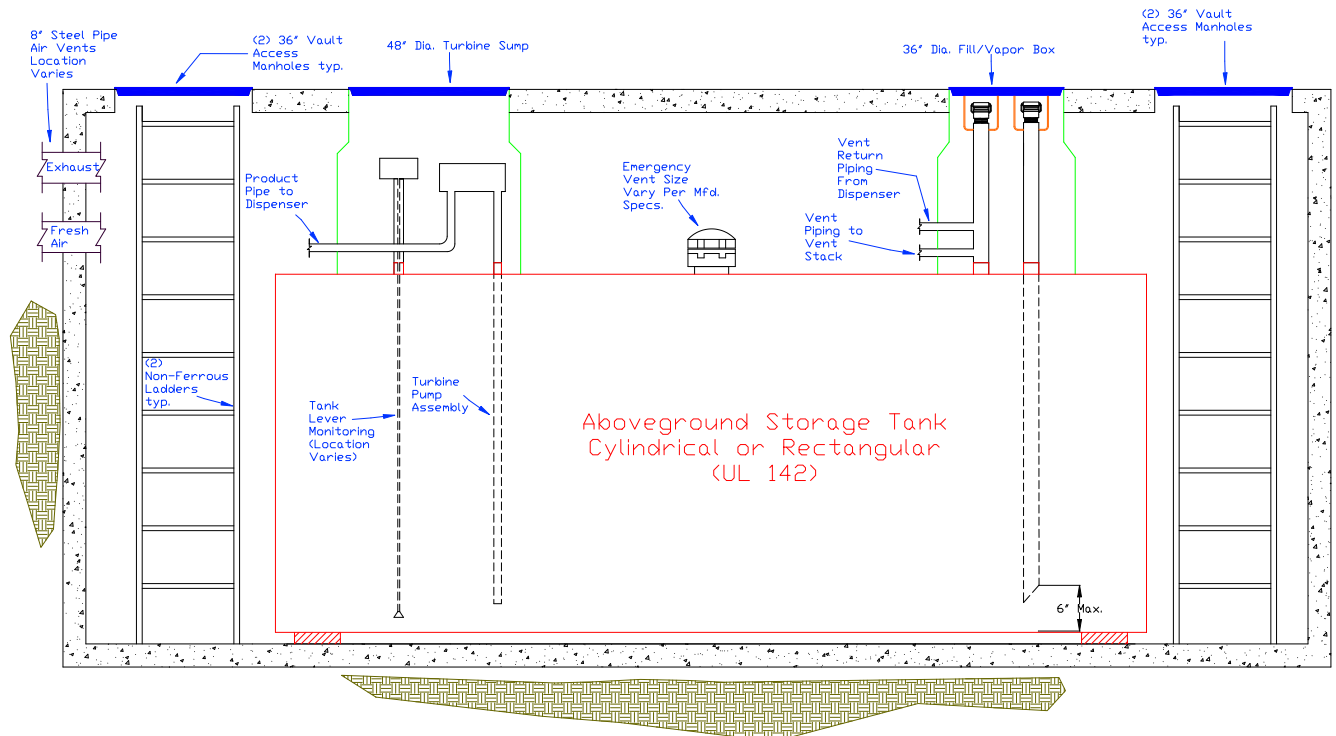 8" Steel Pipe
Air Vents
Location
Varies
(2) 36" Vault
Access
Manholes typ.
48" Dia. Turbine Sump
36" Dia. Fill/Vapor Box
(2) 36" Vault
Access Manholes
typ.
Exhaust
Fresh
Air
Product
Pipe to
Dispenser
Emergency
Vent Size
Vary Per Mfd.
Specs.
Vent
Return
Piping
From
Dispenser
Vent
Piping to
Vent
Stack
(2)
Non-Ferrous
Ladders
typ.
Tank
Lever
Monitoring
(Location
Varies)
Turbine
Pump
Assembly
Aboveground Storage Tank
Cylindrical or Rectangular
(UL 142)
6" Max.